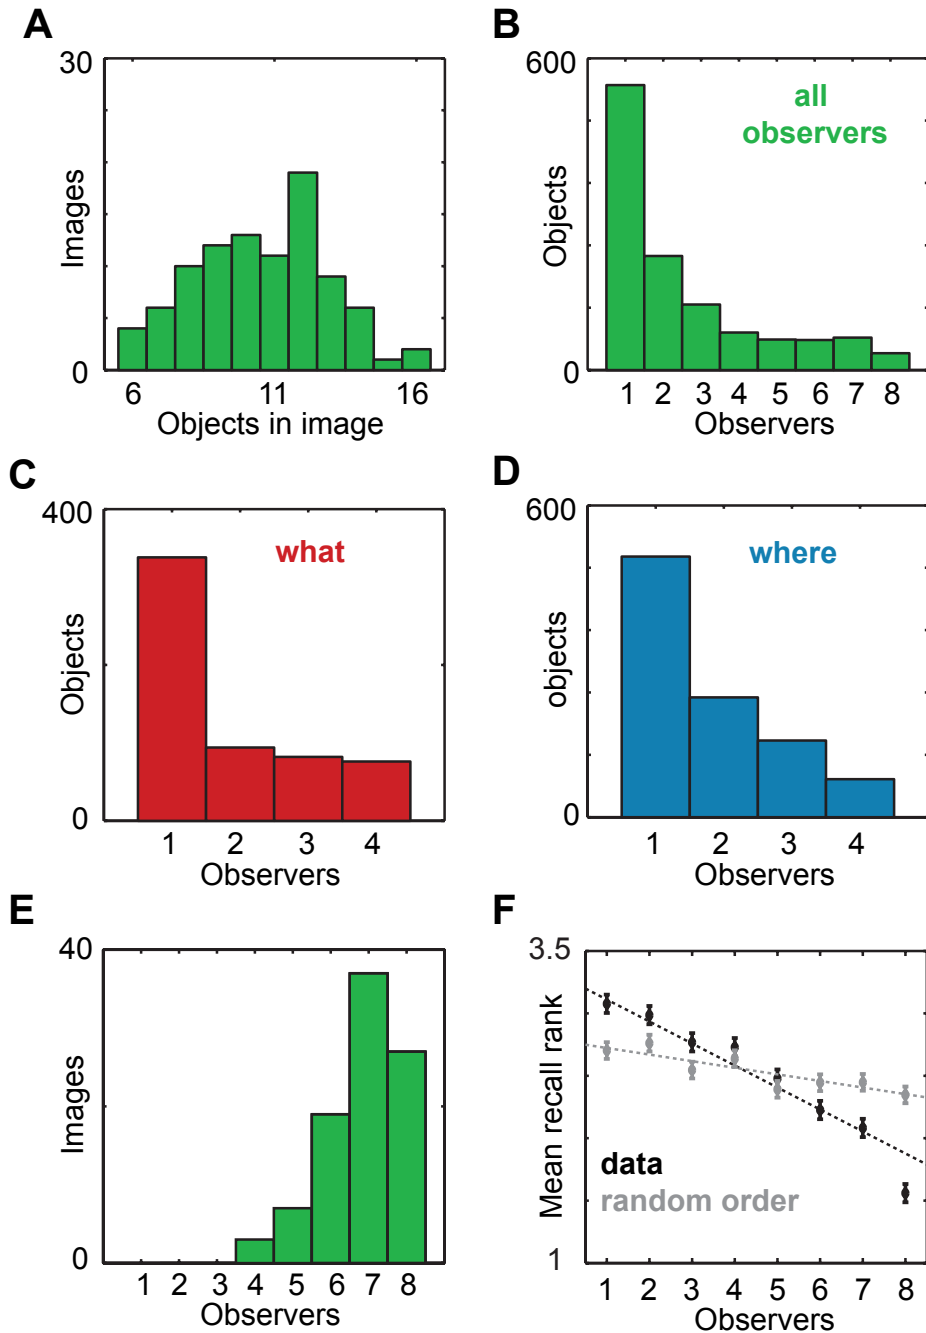 A
30
Images
0
6 11 16
Objects in image
B
600
Objects
0
all
observers
1 2 3 4 5 6 7 8
Observers
C
400
Objects
0
what
1 2 3 4
Observers
D
600
objects
0
where
1 2 3 4
Observers
E
40
Images
0
1 2 3 4 5 6 7 8
Observers
F
3.5
Mean recall rank
1
data
random order
1 2 3 4 5 6 7 8
Observers